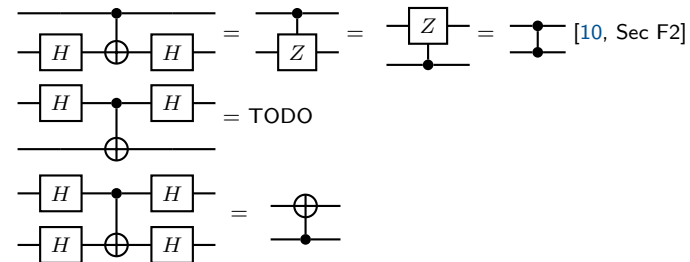 H H = Z = Z = [10, Sec F2]
H H = TODO
H H
H H =